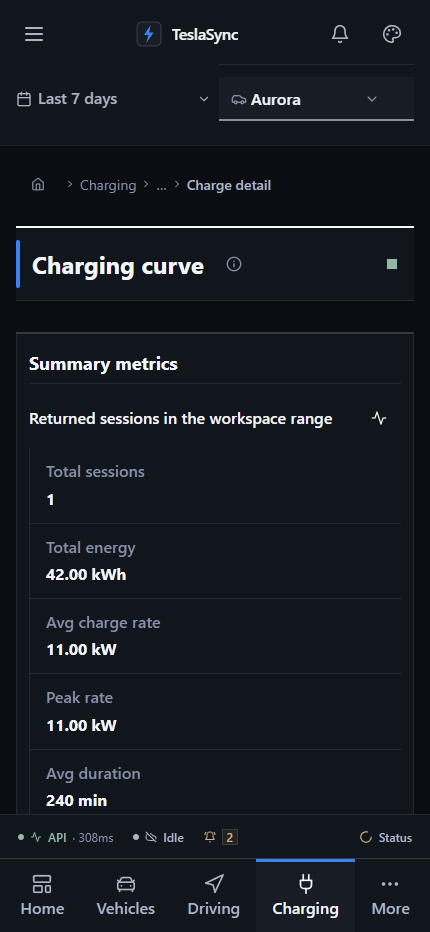 TeslaSync
Last 7 days
Aurora
Charging
...
Charge detail
Charging curve
Summary metrics
Returned sessions in the workspace range
Total sessions
1
Total energy
42.00 kWh
Avg charge rate
11.00 kW
Peak rate
11.00 kW
Avg duration
240 min
API · 308ms
Idle
2
Status
Home
Vehicles
Driving
Charging
More